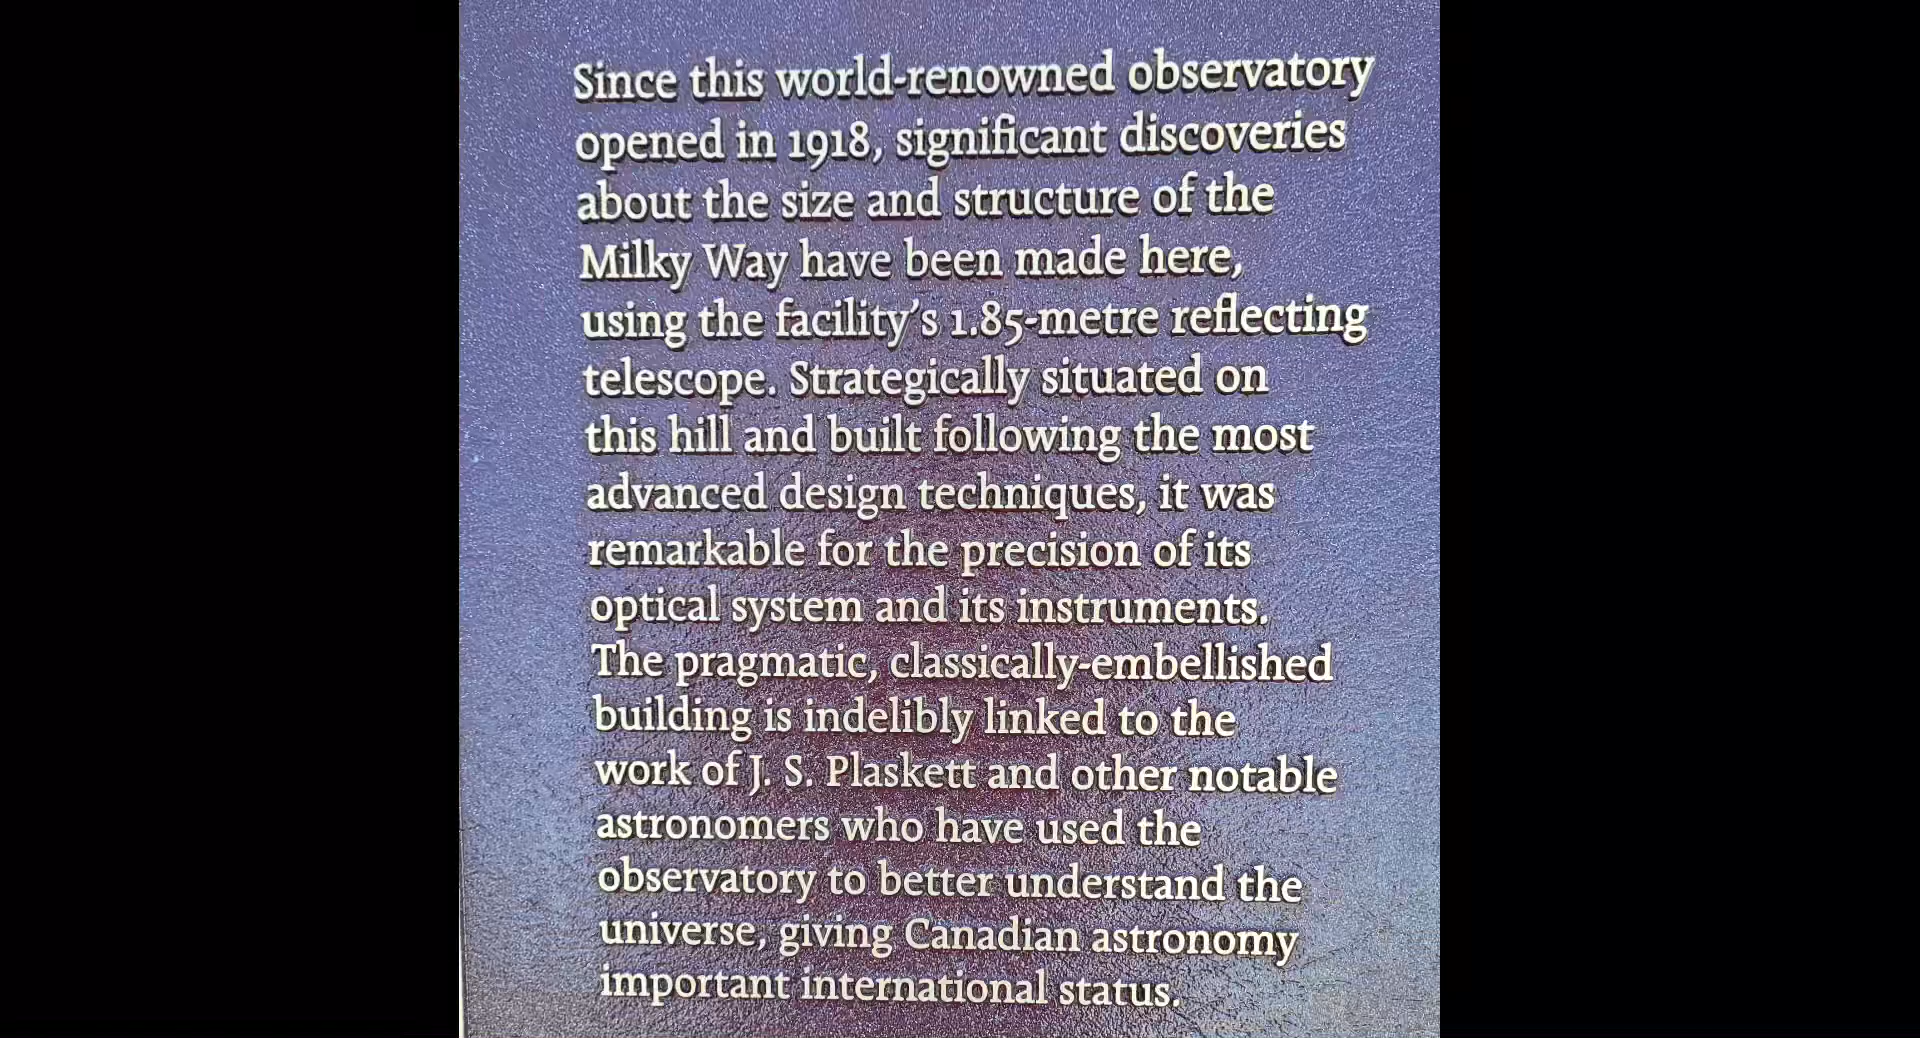 Since this world-renowned observatory
opened in 1918, significant discoveries
about the size and structure of the
Milky Way have been made here,
using the facility's 1.85-metre reflecting
telescope. Strategically situated on
this hill and built following the most
advanced design techniques, it was
remarkable for the precision of its
optical system and its instruments.
The pragmatic, classically-embellished
building is indelibly linked to the
work of J. S. Plaskett and other notable
astronomers who have used the
observatory to better understand the
universe, giving Canadian astronomy
important international status.